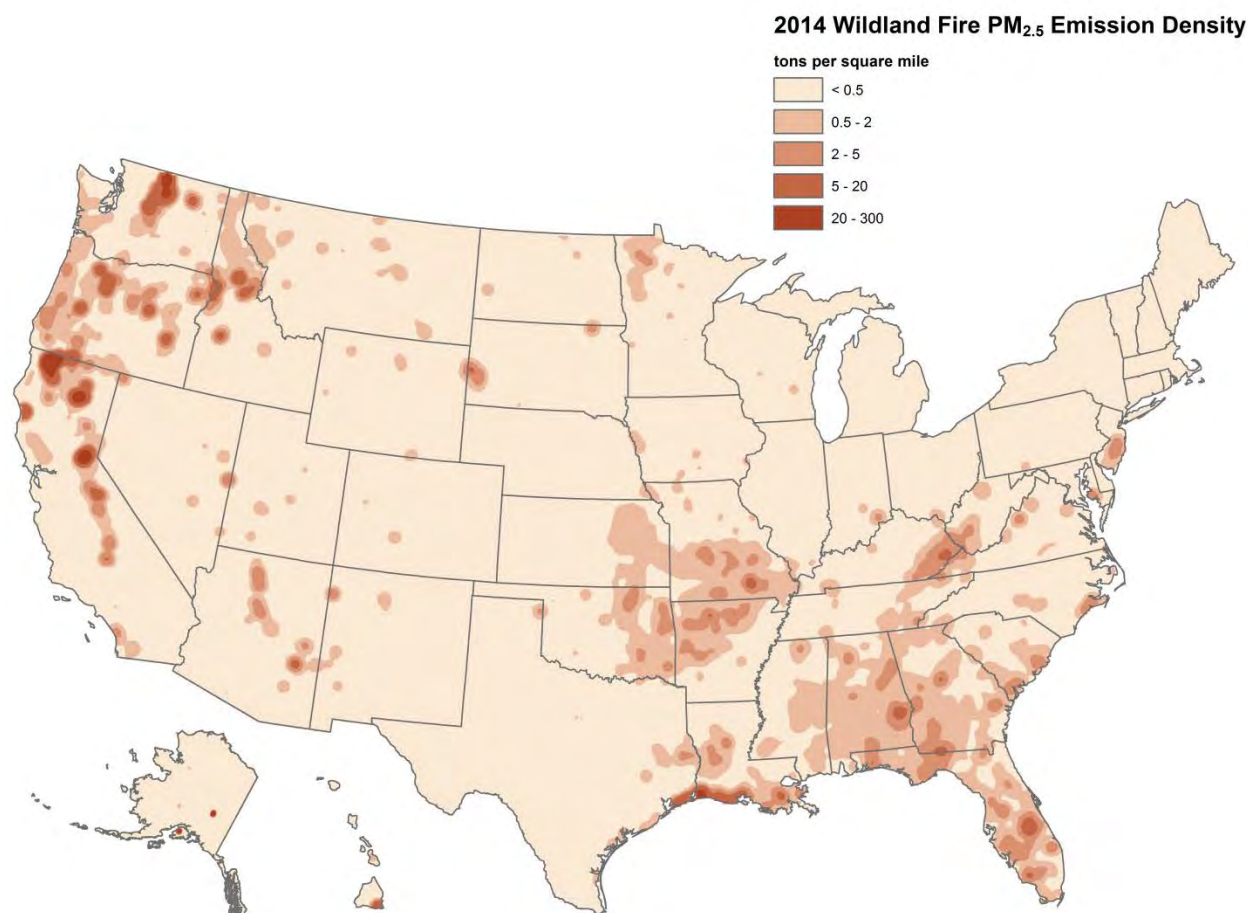 2014 Wildland Fire PM₂.₅ Emission Density
tons per square mile
< 0.5
0.5 - 2
2 - 5
5 - 20
20 - 300